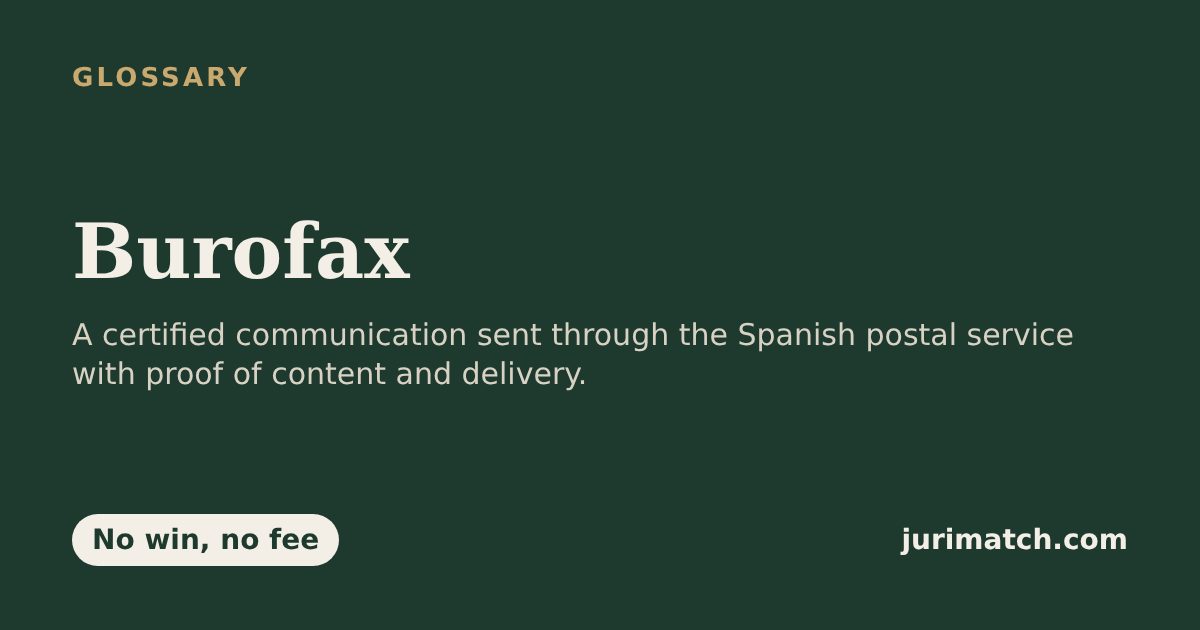 GLOSSARY
Burofax
A certified communication sent through the Spanish postal service
with proof of content and delivery.
No win, no fee
jurimatch.com